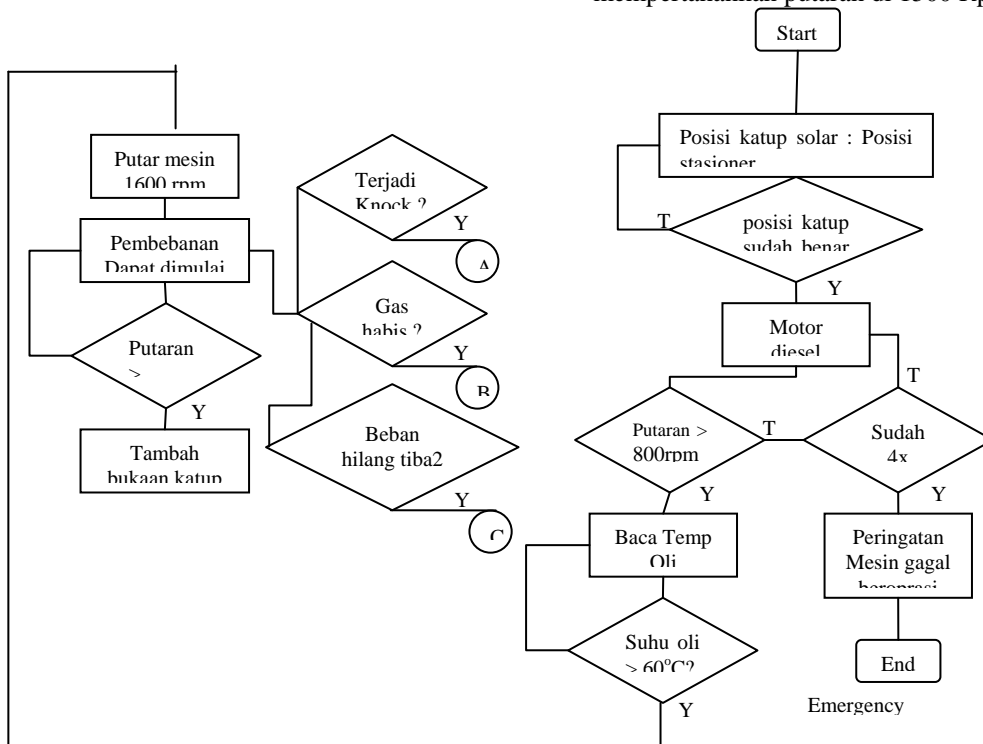 mempertahankan putaran di 1500
Start
Posisi katup solar : Posisi
stasioner
T
posisi katup
sudah benar
Y
Motor
diesel
T
Putaran >
800rpm
T
Sudah
4x
Y
Y
Baca Temp
Oli
Peringatan
Mesin gagal
beroprasi
Suhu oli
> 60°C?
Y
End
Emergency
Putar mesin
1600 rpm
Pembebanan
Dapat dimulai
Putaran
>
Y
Tambah
bukaan katup
Terjadi
Knock ?
Y
A
Gas
habis ?
Y
B
Beban
hilang tiba2
Y
C